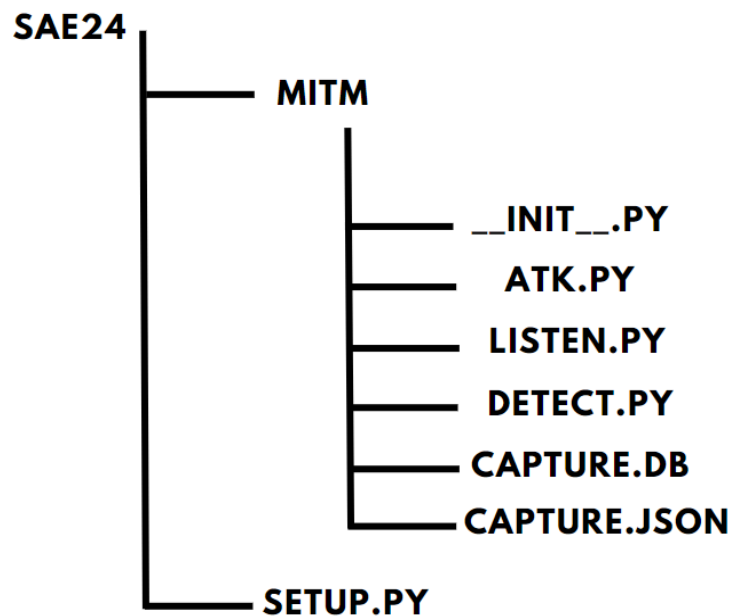 SAE24
MITM
__INIT__.PY
ATK.PY
LISTEN.PY
DETECT.PY
CAPTURE.DB
CAPTURE.JSON
SETUP.PY